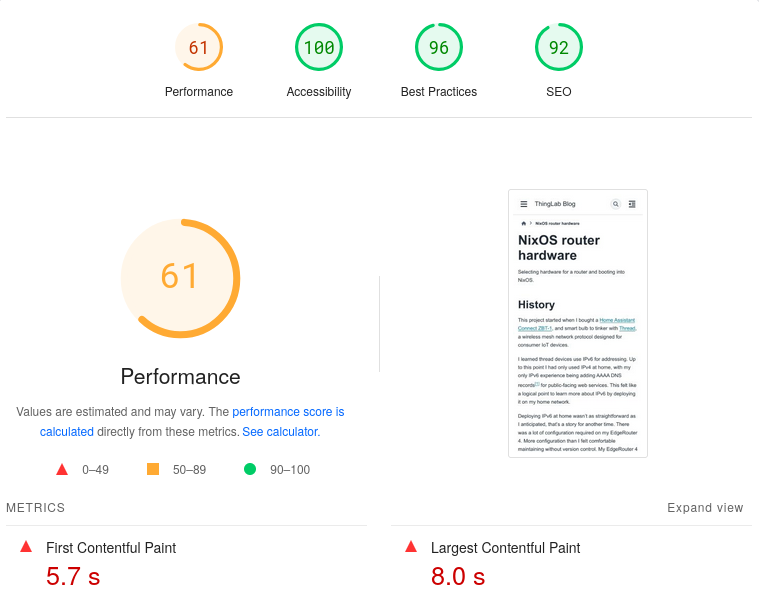 61
100
96
92
Performance
Accessibility
Best Practices
SEO
61
Performance
Values are estimated and may vary. The performance score is
calculated directly from these metrics. See calculator.
0–49
50–89
90–100
ThingLab Blog
NixOS router hardware
NixOS router
hardware
Selecting hardware for a router and booting into
NixOS.
History
This project started when I bought a Home Assistant
Connect ZBT-1, and smart bulb to tinker with Thread,
a wireless mesh network protocol designed for
consumer IoT devices.
I learned thread devices use IPv6 for addressing. Up
to this point I had only used IPv4 at home, with my
only IPv6 experience being adding AAAA DNS
records[1] for public-facing web services. This felt like
a logical point to learn more about IPv6 by deploying
it on my home network.
Deploying IPv6 at home wasn't as straightforward as
I anticipated, that's a story for another time. There
was a lot of configuration required on my EdgeRouter
4. More configuration than I felt comfortable
maintaining without version control. My EdgeRouter 4
METRICS
Expand view
First Contentful Paint
5.7 s
Largest Contentful Paint
8.0 s